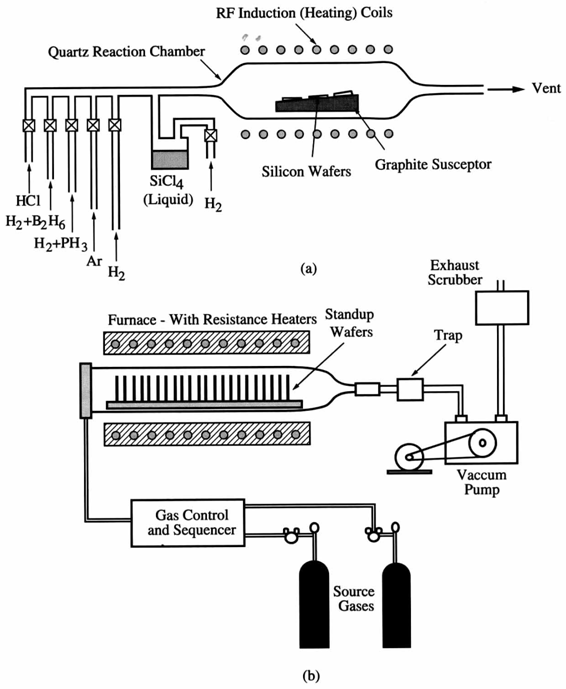 RF Induction (Heating) Coils
Quartz Reaction Chamber
Vent
Silicon Wafers
Graphite Susceptor
SiCl4
(Liquid)
H2
HCl
H2+B2H6
H2+PH3
Ar
H2
(a)
Exhaust
Scrubber
Furnace - With Resistance Heaters
Standup
Wafers
Trap
Vaccum
Pump
Gas Control
and Sequencer
Source
Gases
(b)